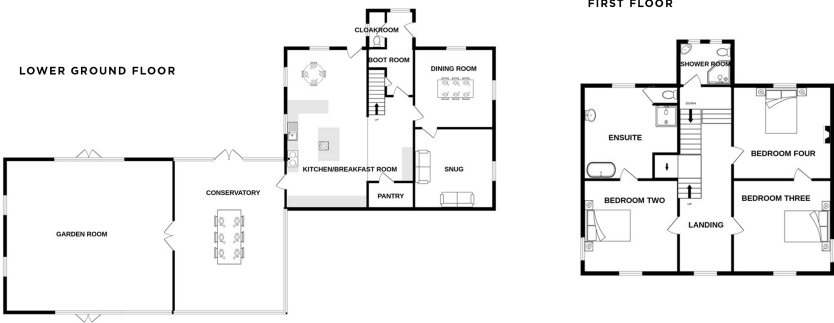 FIRST FLOOR
LOWER GROUND FLOOR
CLOAKROOM
BOOT ROOM
DINING ROOM
UP
KITCHEN/BREAKFAST ROOM
SNUG
PANTRY
CONSERVATORY
GARDEN ROOM
SHOWER ROOM
DOWN
ENSUITE
BEDROOM FOUR
UP
BEDROOM TWO
BEDROOM THREE
LANDING